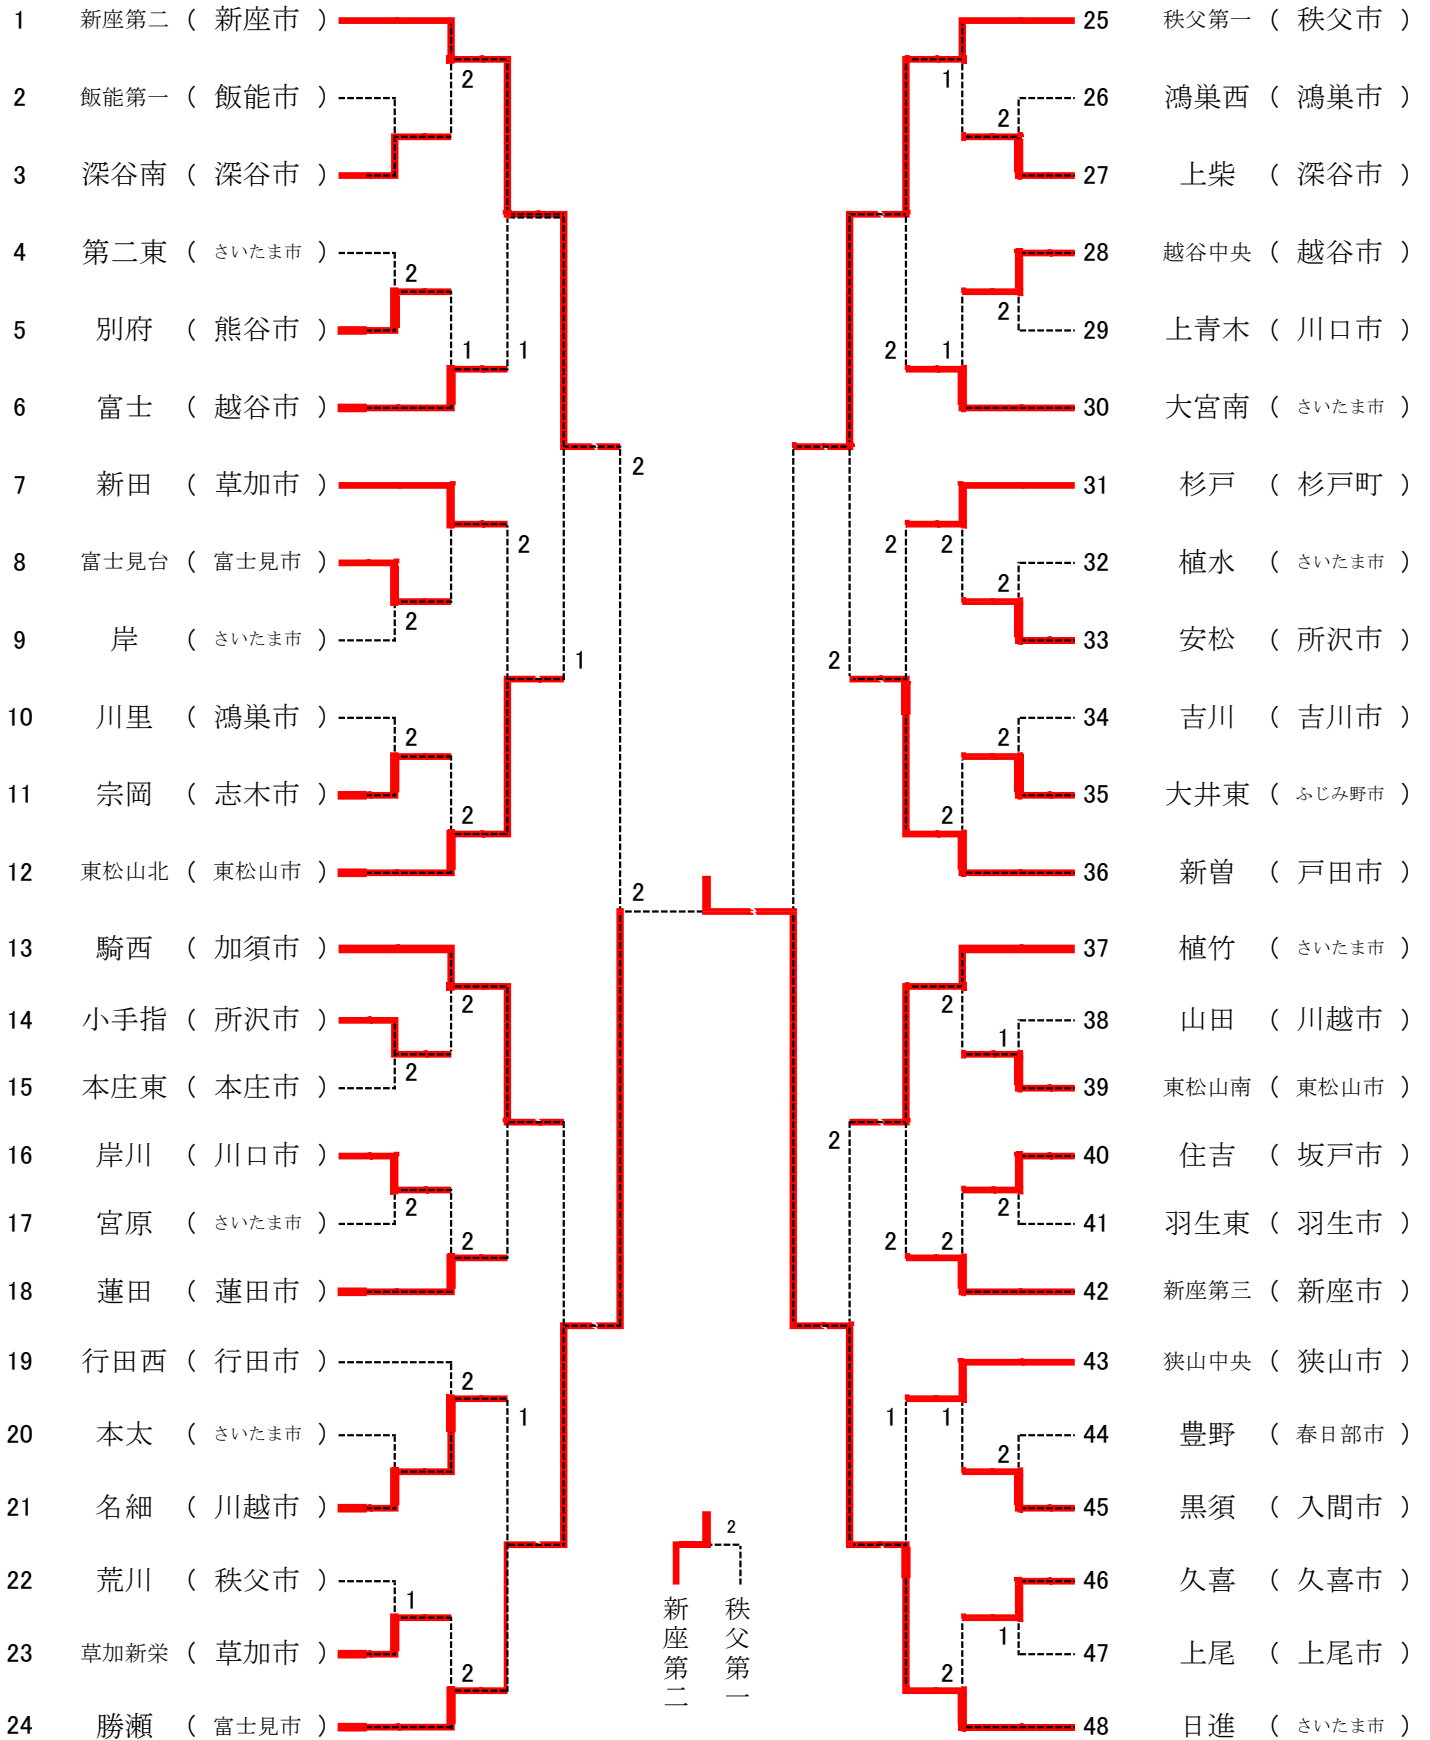 1 新座第二 ( 新座市 )
2 飯能第一 ( 飯能市 )
3 深谷南 ( 深谷市 )
4 第二東 ( さいたま市 )
5 別府 ( 熊谷市 )
6 富士 ( 越谷市 )
7 新田 ( 草加市 )
8 富士見台 ( 富士見市 )
9 岸 ( さいたま市 )
10 川里 ( 鴻巣市 )
11 宗岡 ( 志木市 )
12 東松山北 ( 東松山市 )
13 騎西 ( 加須市 )
14 小手指 ( 所沢市 )
15 本庄東 ( 本庄市 )
16 岸川 ( 川口市 )
17 宮原 ( さいたま市 )
18 蓮田 ( 蓮田市 )
19 行田西 ( 行田市 )
20 本太 ( さいたま市 )
21 名細 ( 川越市 )
22 荒川 ( 秩父市 )
23 草加新栄 ( 草加市 )
24 勝瀬 ( 富士見市 )
2
2
1
1
2
2
2
2
1
2
2
2
2
2
2
2
1
1
2
25 秩父第一 ( 秩父市 )
26 鴻巣西 ( 鴻巣市 )
27 上柴 ( 深谷市 )
28 越谷中央 ( 越谷市 )
29 上青木 ( 川口市 )
30 大宮南 ( さいたま市 )
31 杉戸 ( 杉戸町 )
32 植水 ( さいたま市 )
33 安松 ( 所沢市 )
34 吉川 ( 吉川市 )
35 大井東 ( ふじみ野市 )
36 新曽 ( 戸田市 )
37 植竹 ( さいたま市 )
38 山田 ( 川越市 )
39 東松山南 ( 東松山市 )
40 住吉 ( 坂戸市 )
41 羽生東 ( 羽生市 )
42 新座第三 ( 新座市 )
43 狭山中央 ( 狭山市 )
44 豊野 ( 春日部市 )
45 黒須 ( 入間市 )
46 久喜 ( 久喜市 )
47 上尾 ( 上尾市 )
48 日進 ( さいたま市 )
1
2
2
2
1
2
2
2
2
2
2
2
1
2
2
2
2
1
1
2
1
2
2
新座第二
秩父第一